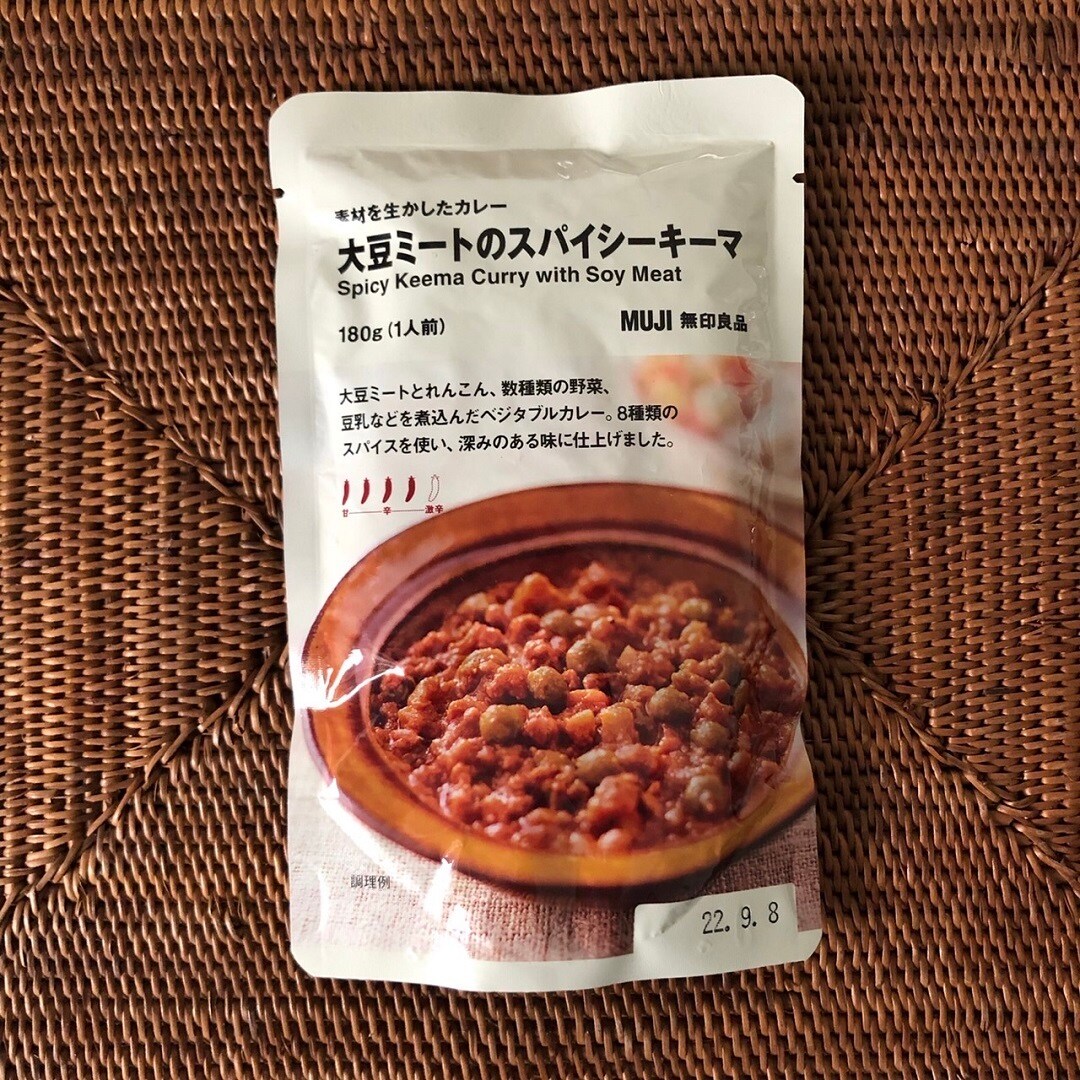 素材を生かしたカレー
大豆ミートのスパイシーキーマ
Spicy Keema Curry with Soy Meat
180g(1人前)
MUJI 無印良品
大豆ミートとれんこん、数種類の野菜、
豆乳などを煮込んだベジタブルカレー。8種類の
スパイスを使い、深みのある味に仕上げました。
甘 辛 激辛
調理例
22. 9. 8